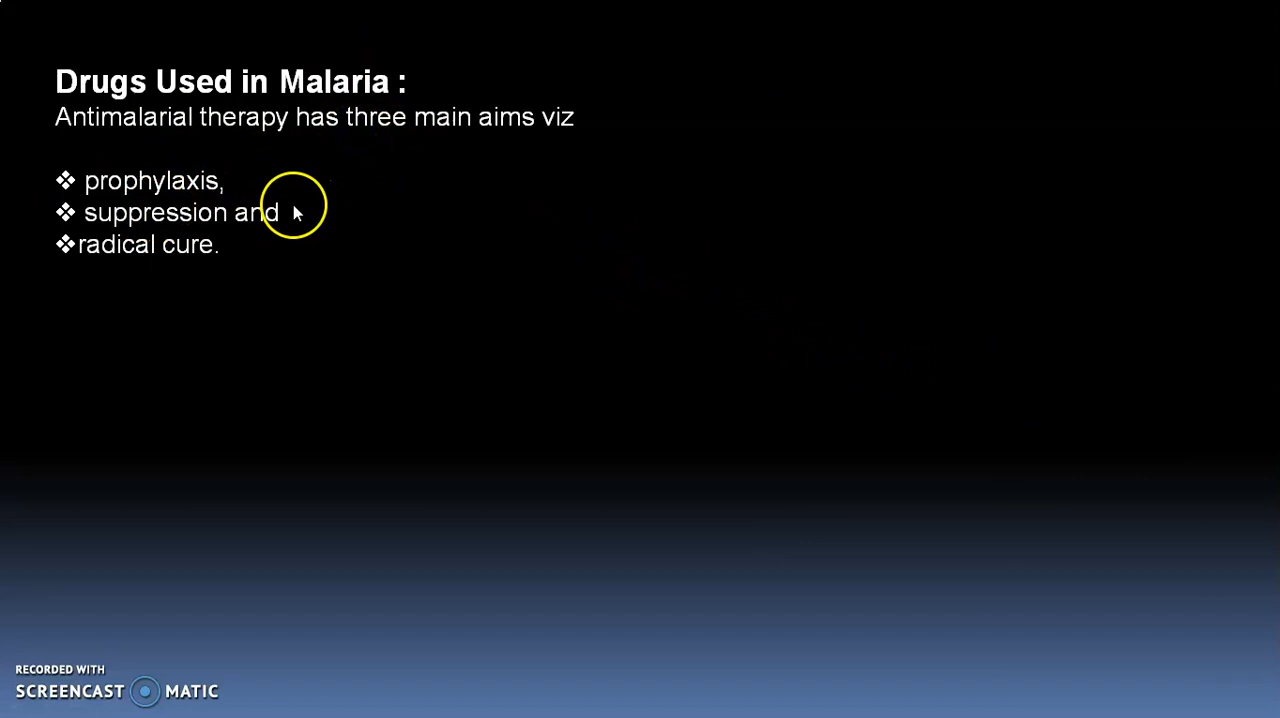 Drugs Used in Malaria :
Antimalarial therapy has three main aims viz
❖ prophylaxis,
❖ suppression and
❖radical cure.
RECORDED WITH
SCREENCAST MATIC